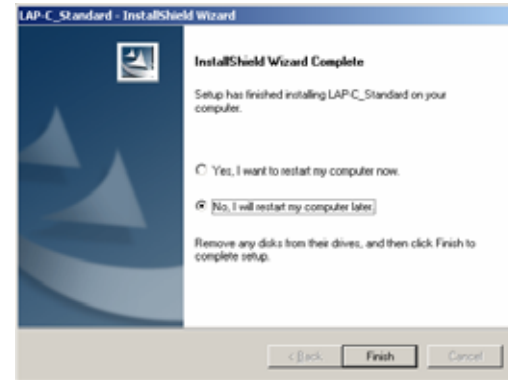 LAP-C_Standard - InstallShield Wizard
InstallShield Wizard Complete
Setup has finished installing LAP-C_Standard on your
computer.
Yes, I want to restart my computer now.
No, I will restart my computer later.
Remove any disks from their drives, and then click Finish to
complete setup.
< Back
Finish
Cancel